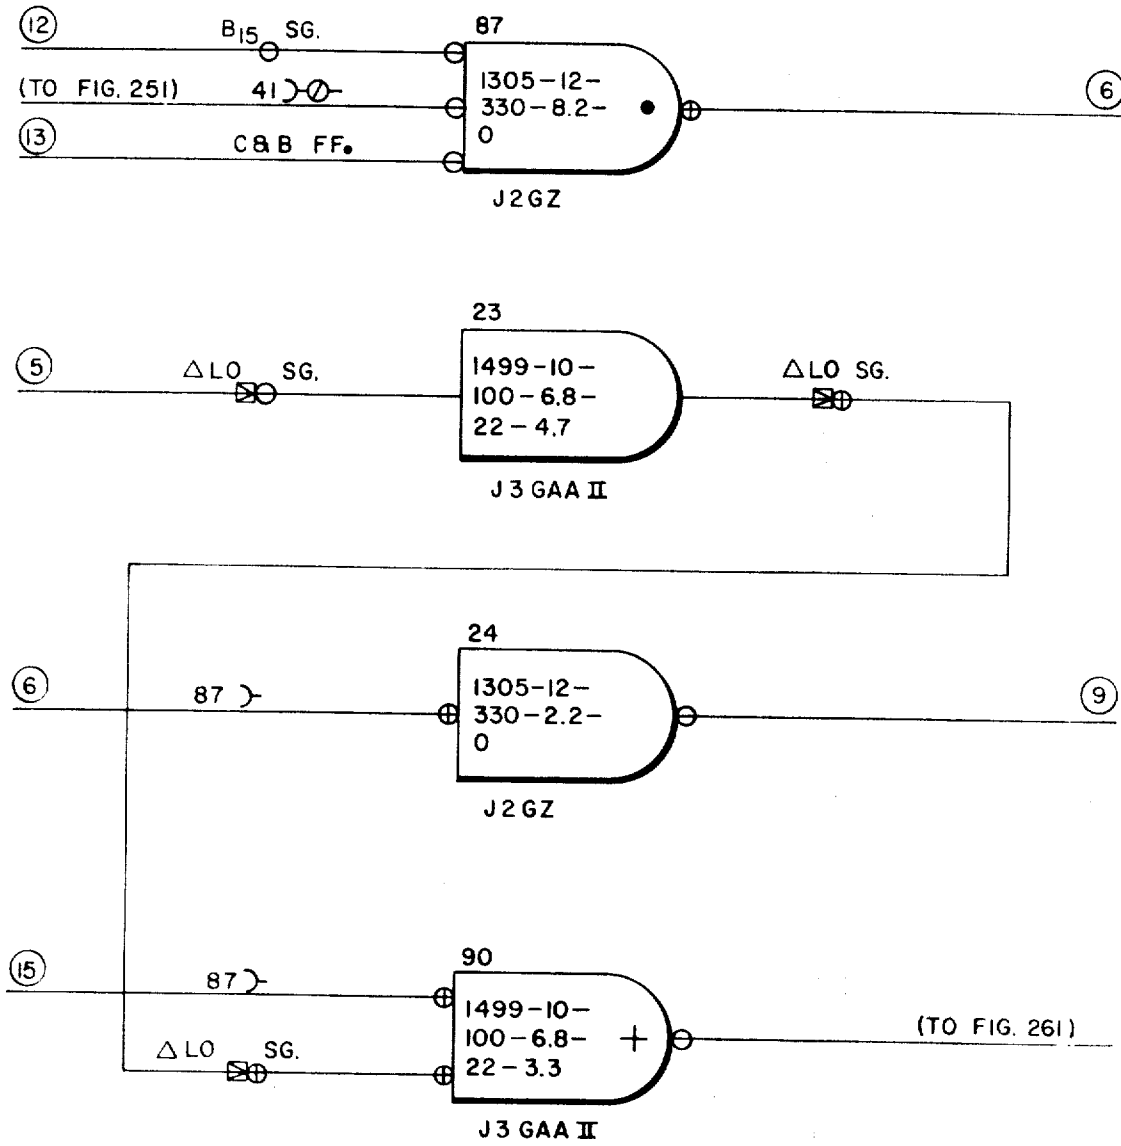 12 B15 SG. 87 6
(TO FIG. 251) 41
13 C&B FF.
1305-12-
330-8.2-
0
J2GZ
23
5 △LO SG. △LO SG.
1499-10-
100-6.8-
22-4.7
J3 GAA II
24
6 87 9
1305-12-
330-2.2-
0
J2GZ
90
15 87
1499-10-
100-6.8- +
22-3.3
(TO FIG. 261)
△LO SG.
J3 GAA II